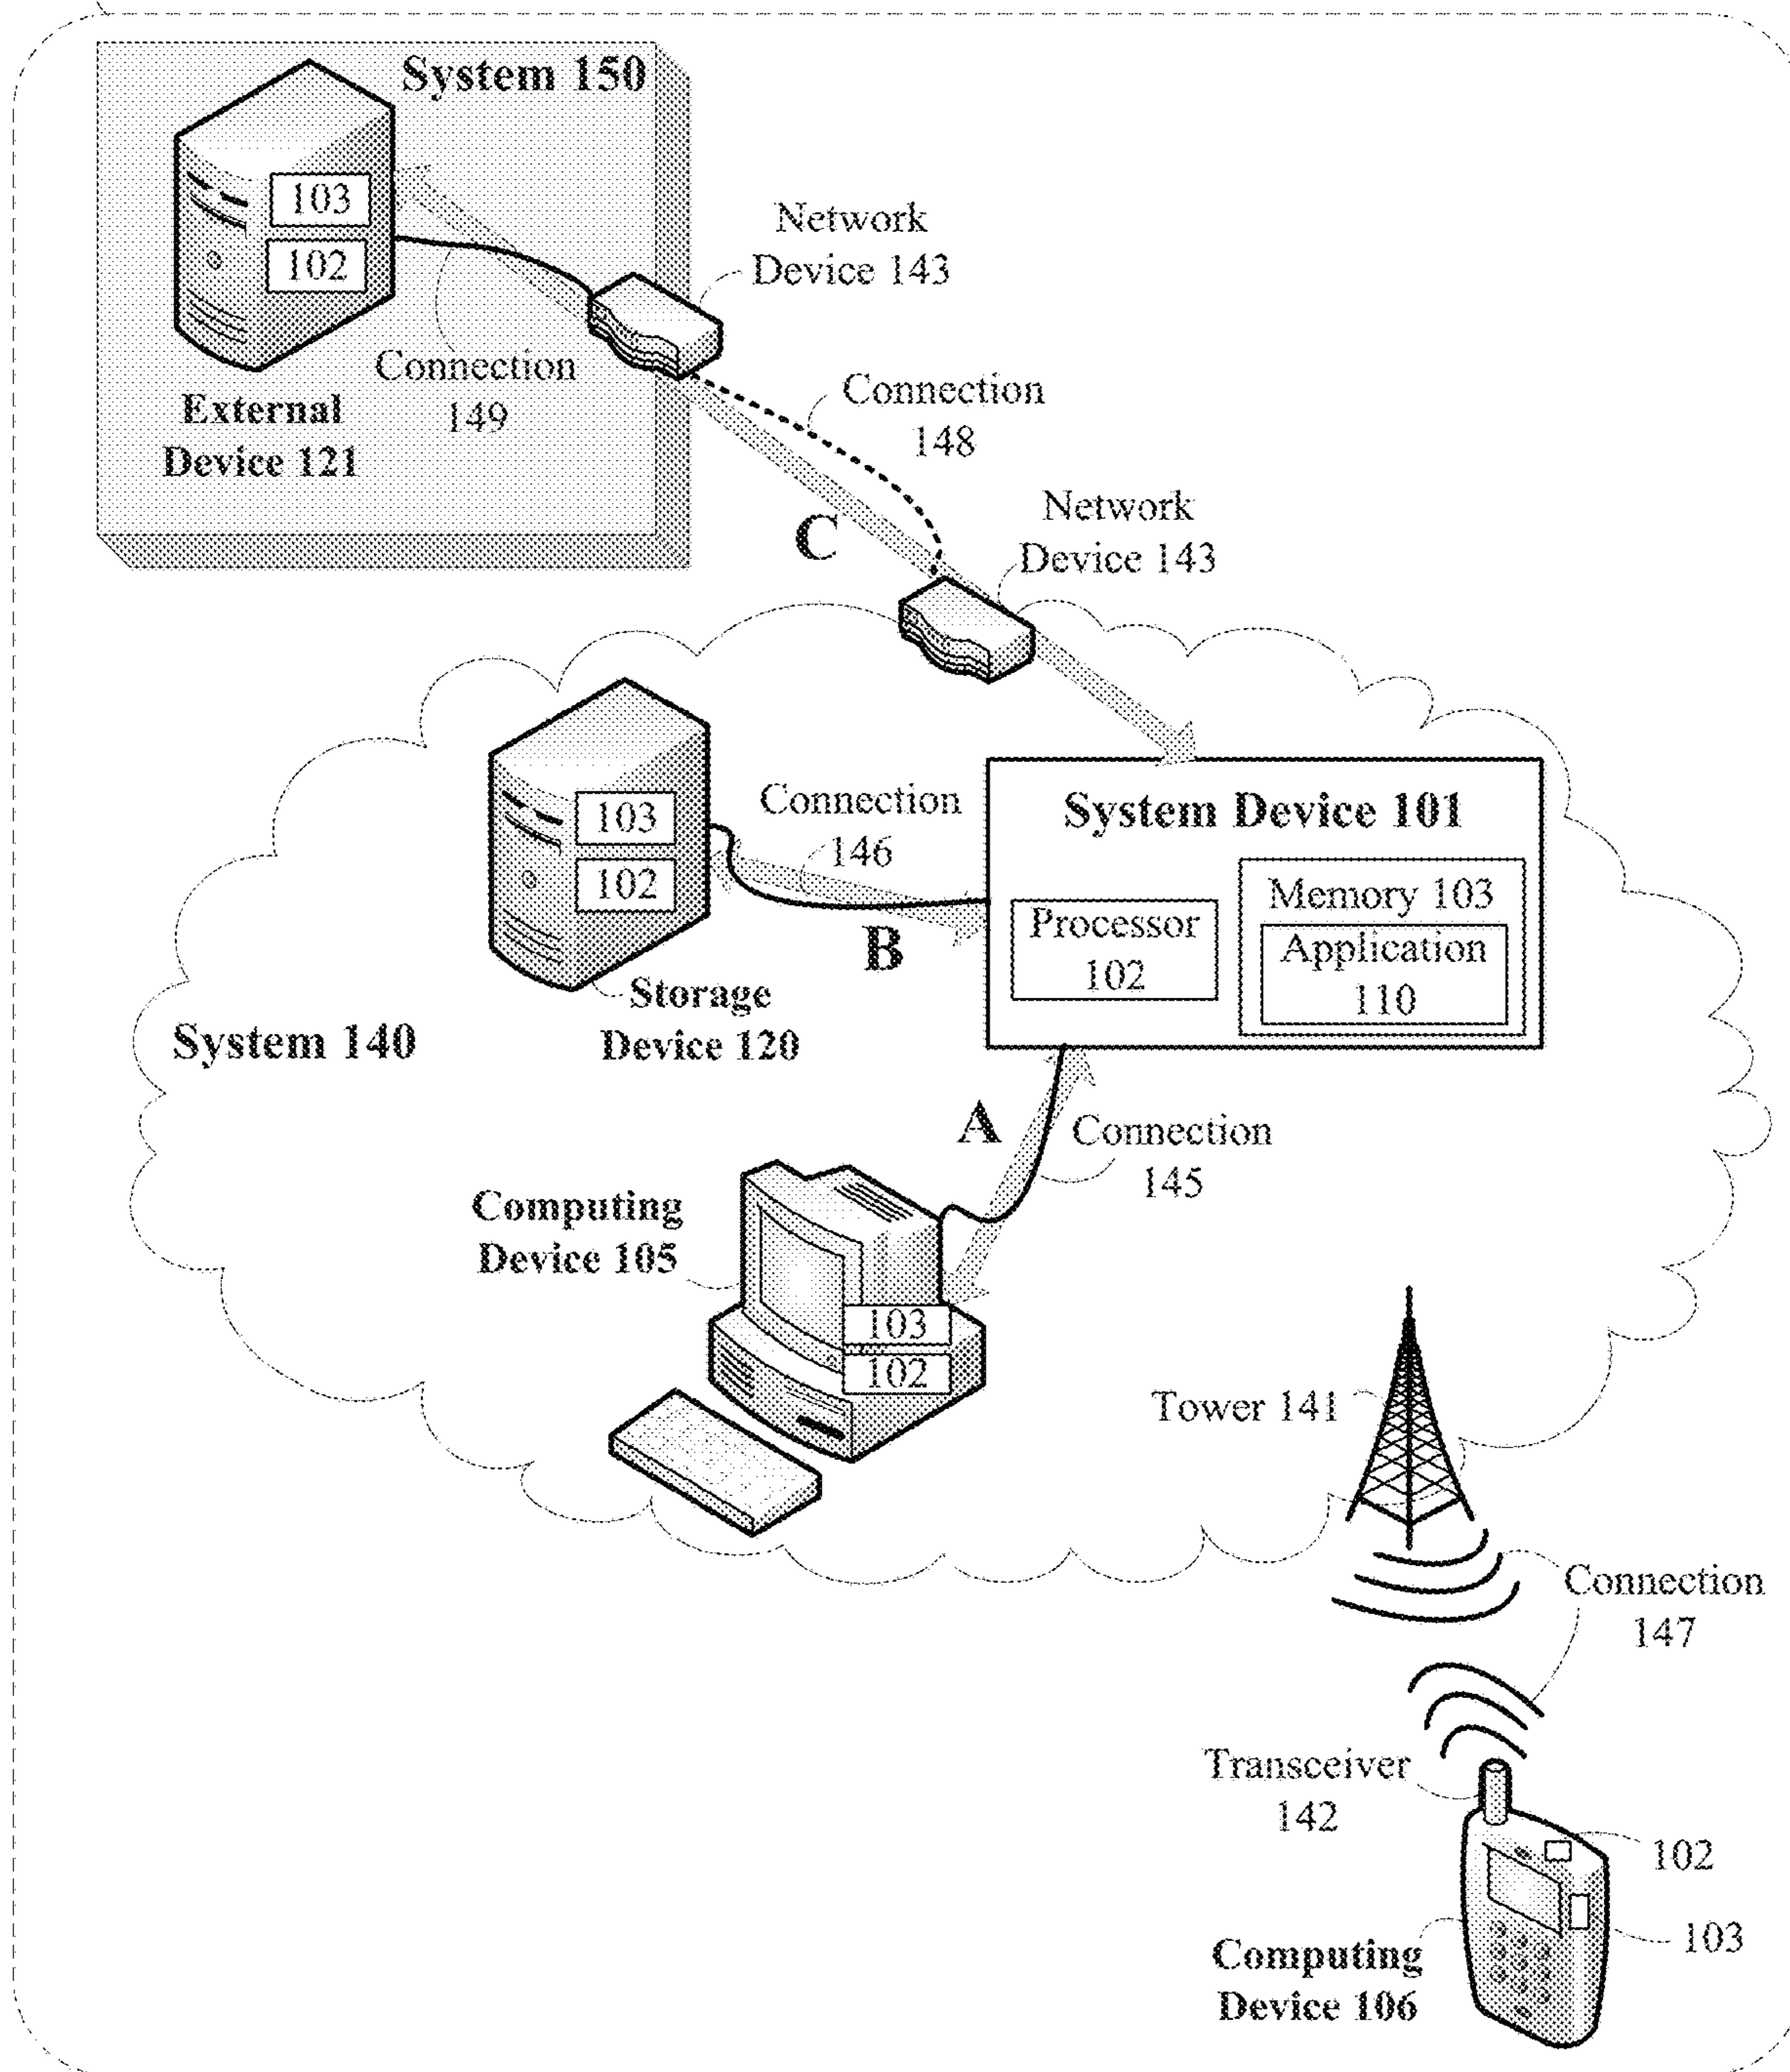 System 150
103
102
Network
Device 143
Connection
149
External
Device 121
Connection
148
C
Network
Device 143
103
102
Connection
146
B
Storage
Device 120
System Device 101
Processor
102
Memory 103
Application
110
System 140
A
Connection
145
Computing
Device 105
103
102
Tower 141
Connection
147
Transceiver
142
102
103
Computing
Device 106